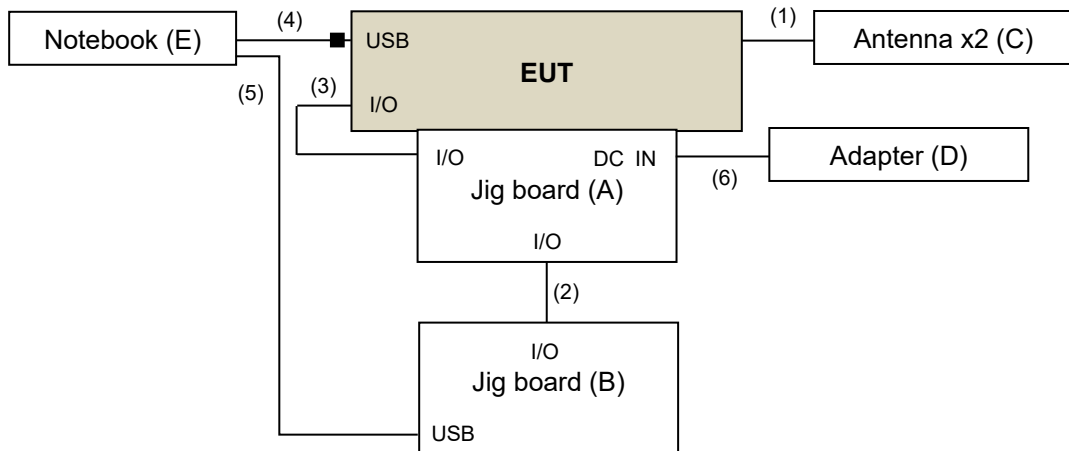 (4)
(1)
Notebook (E)
USB
Antenna x2 (C)
EUT
(5)
(3)
I/O
I/O
DC IN
Adapter (D)
(6)
Jig board (A)
I/O
(2)
I/O
Jig board (B)
USB